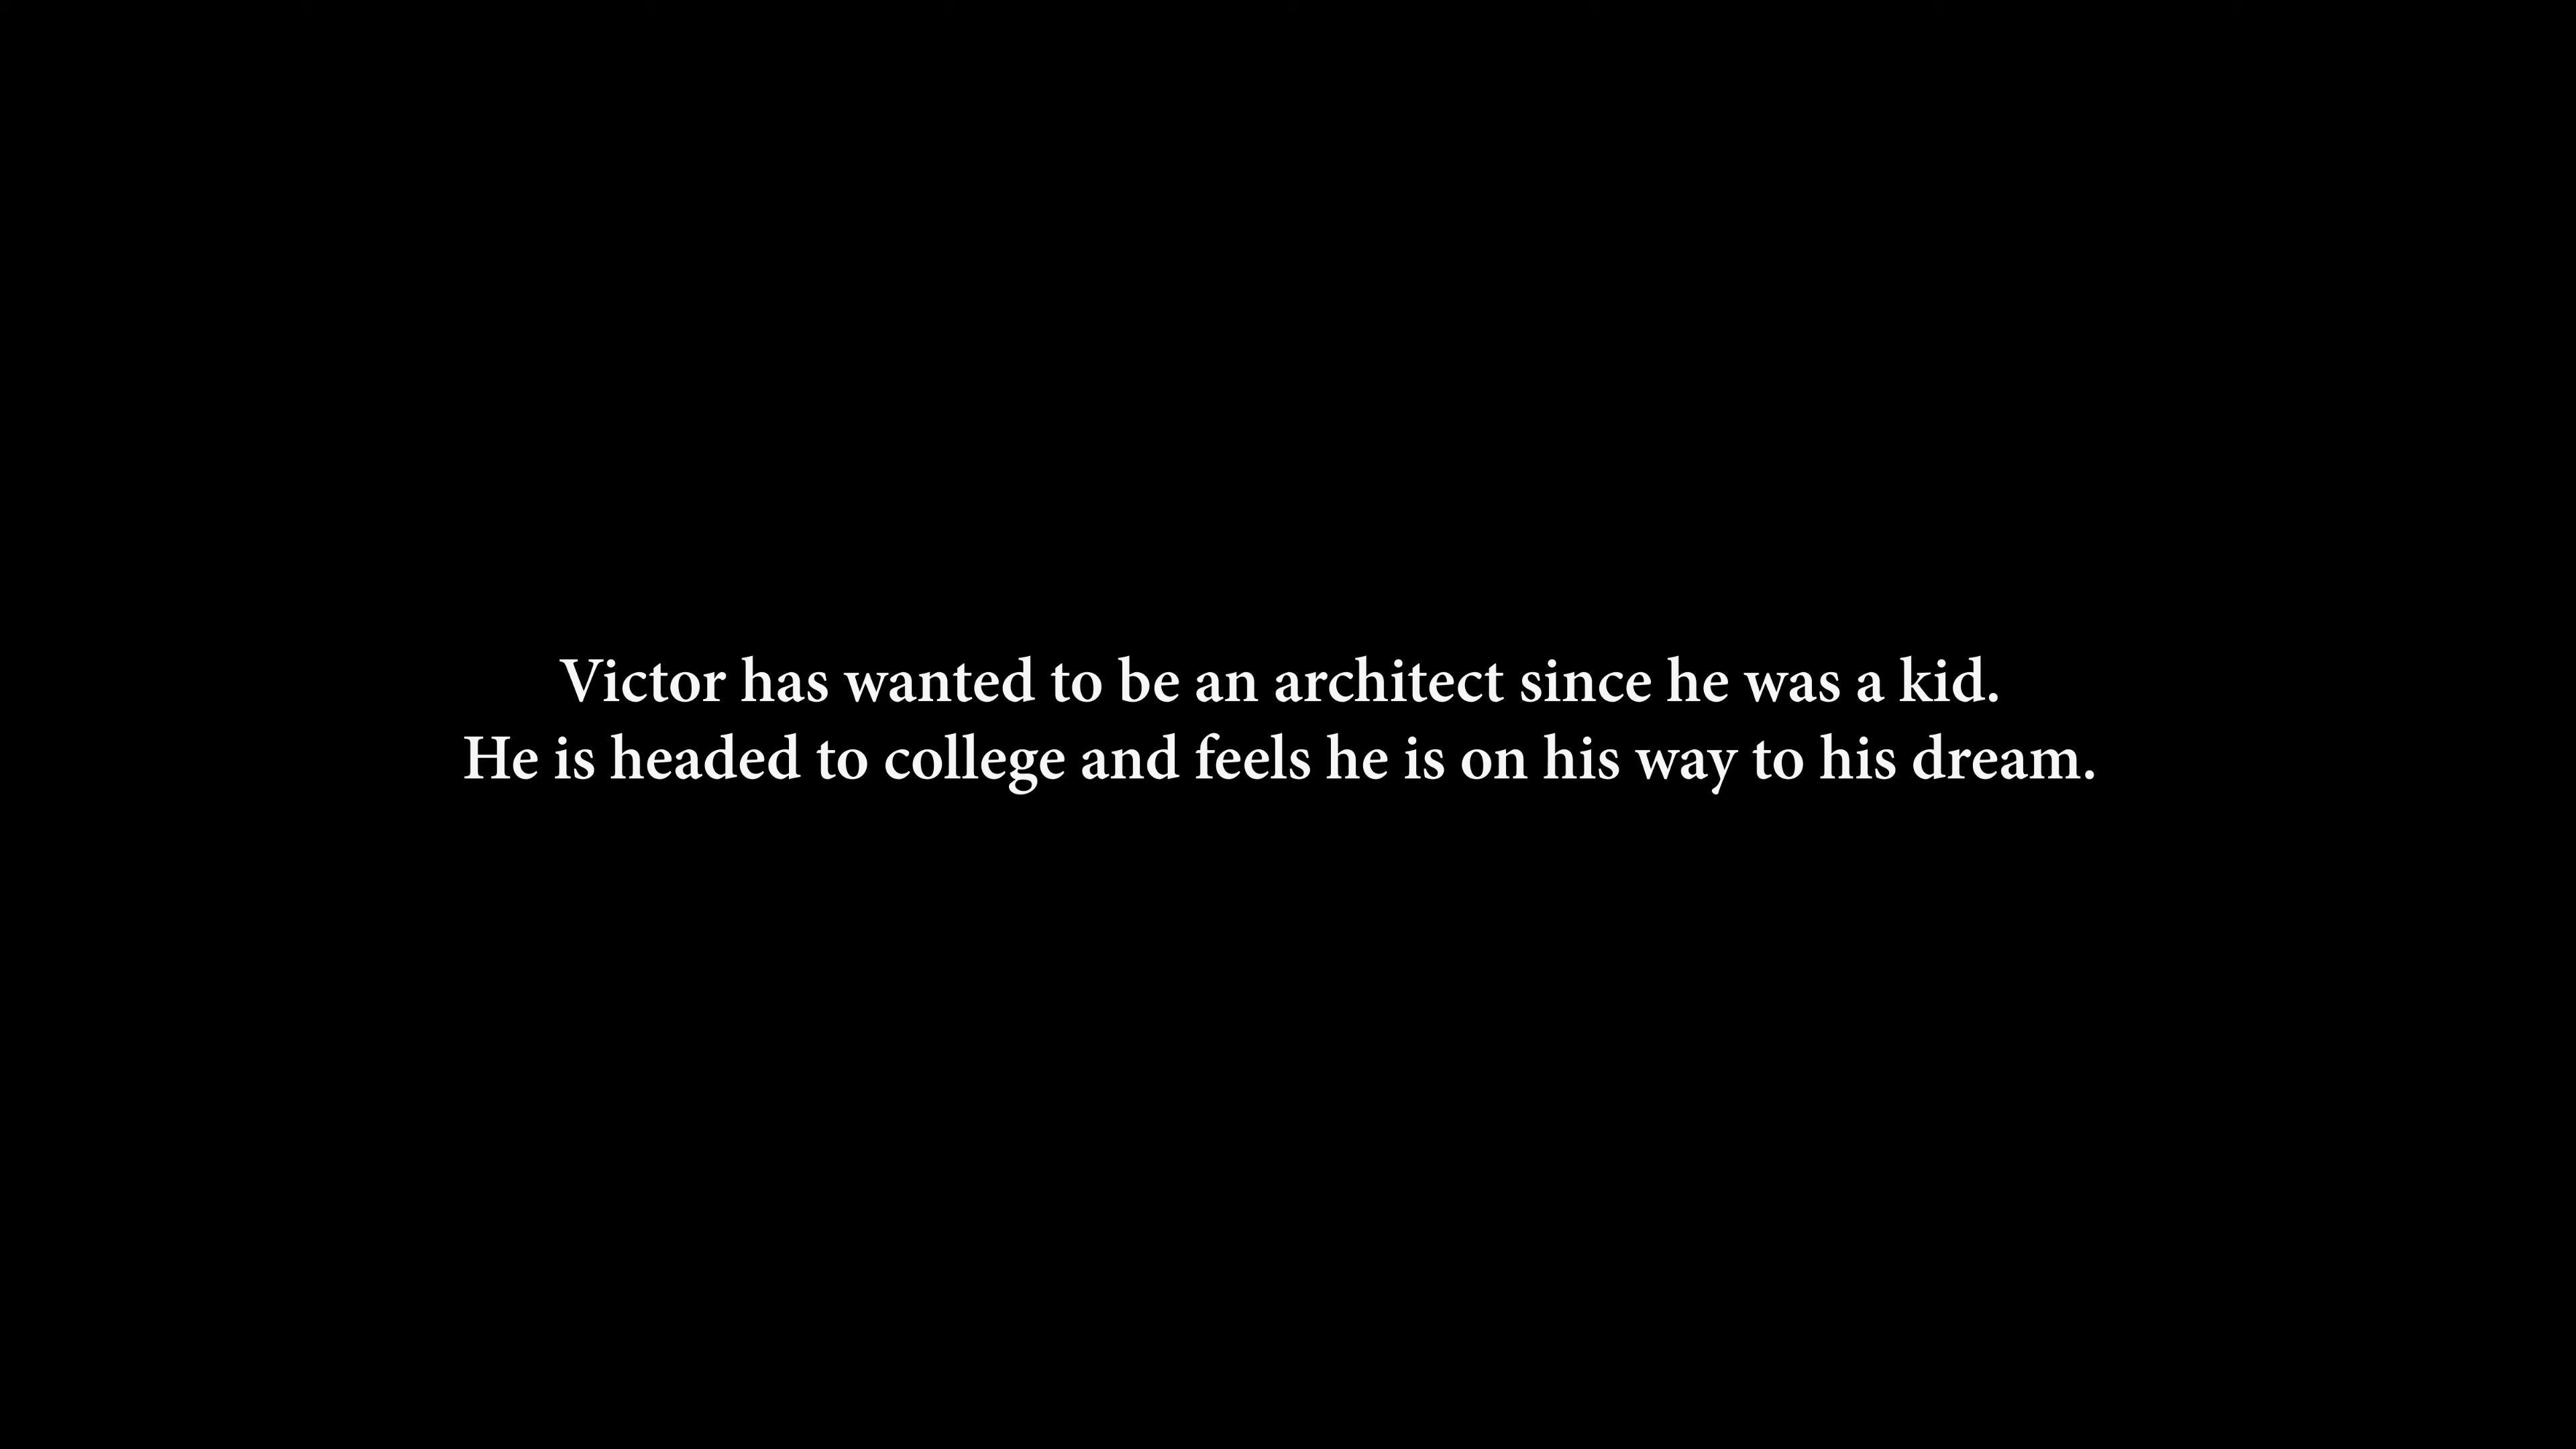 Victor has wanted to be an architect since he was a kid.
He is headed to college and feels he is on his way to his dream.